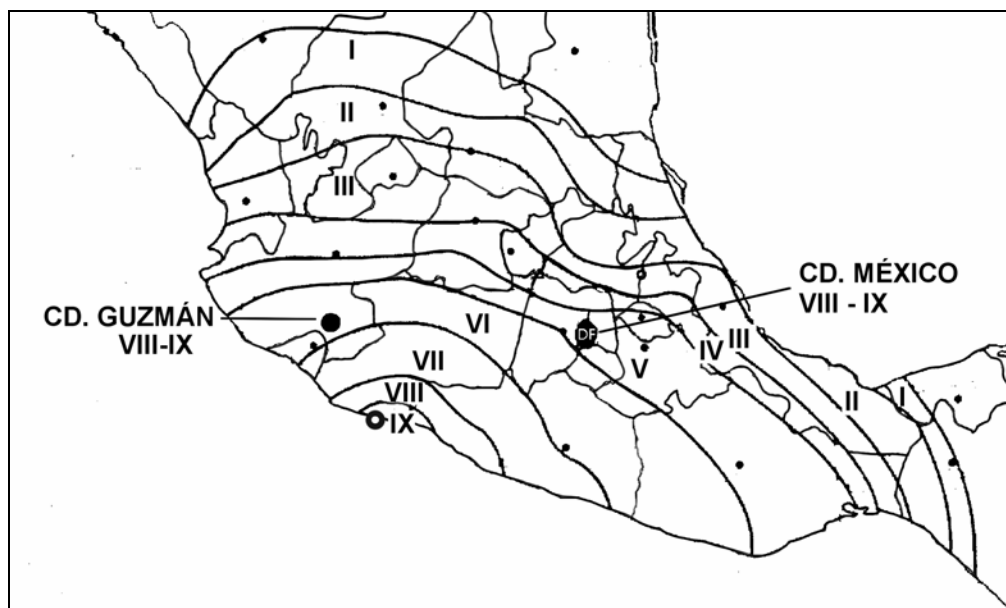 I
II
III
CD. MÉXICO
VIII - IX
CD. GUZMÁN
VIII-IX
VI
DF
IV
III
V
VII
II
I
VIII
IX